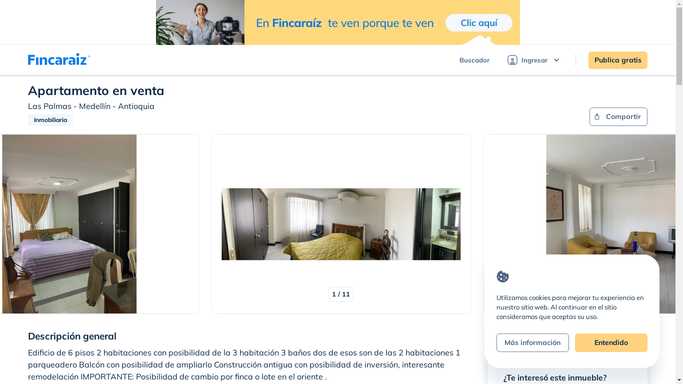 En Fincaraíz te ven porque te ven
Clic aquí
Fincaraiz
Buscador
Ingresar
Publica gratis
Apartamento en venta
Las Palmas - Medellín - Antioquia
Inmobiliaria
Compartir
1 / 11
Descripción general
Edificio de 6 pisos 2 habitaciones con posibilidad de la 3 habitación 3 baños dos de esos son de las 2 habitaciones 1
parqueadero Balcón con posibilidad de ampliarlo Construcción antigua con posibilidad de inversión, interesante
remodelación IMPORTANTE: Posibilidad de cambio por finca o lote en el oriente .
Utilizamos cookies para mejorar tu experiencia en
nuestro sitio web. Al continuar en el sitio
consideramos que aceptas su uso.
Más información
Entendido
¿Te interesó este inmueble?